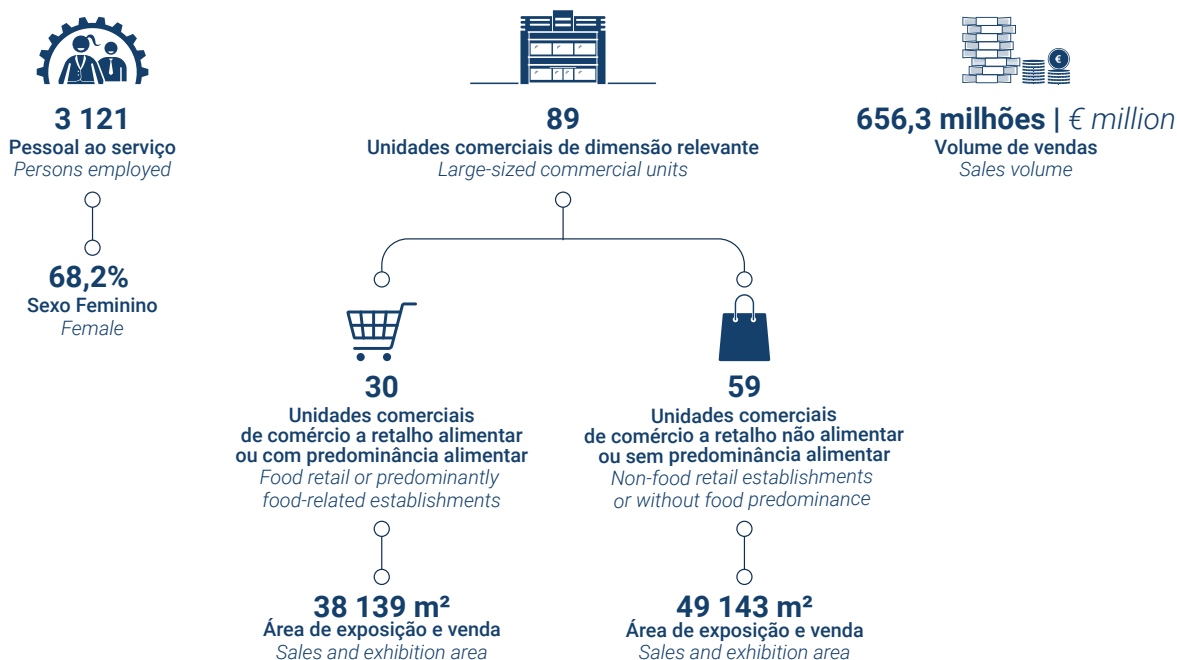 3 121
Pessoal ao serviço
Persons employed
68,2%
Sexo Feminino
Female
89
Unidades comerciais de dimensão relevante
Large-sized commercial units
30
Unidades comerciais
de comércio a retalho alimentar
ou com predominância alimentar
Food retail or predominantly
food-related establishments
38 139 m²
Área de exposição e venda
Sales and exhibition area
59
Unidades comerciais
de comércio a retalho não alimentar
ou sem predominância alimentar
Non-food retail establishments
or without food predominance
49 143 m²
Área de exposição e venda
Sales and exhibition area
€
656,3 milhões | € million
Volume de vendas
Sales volume